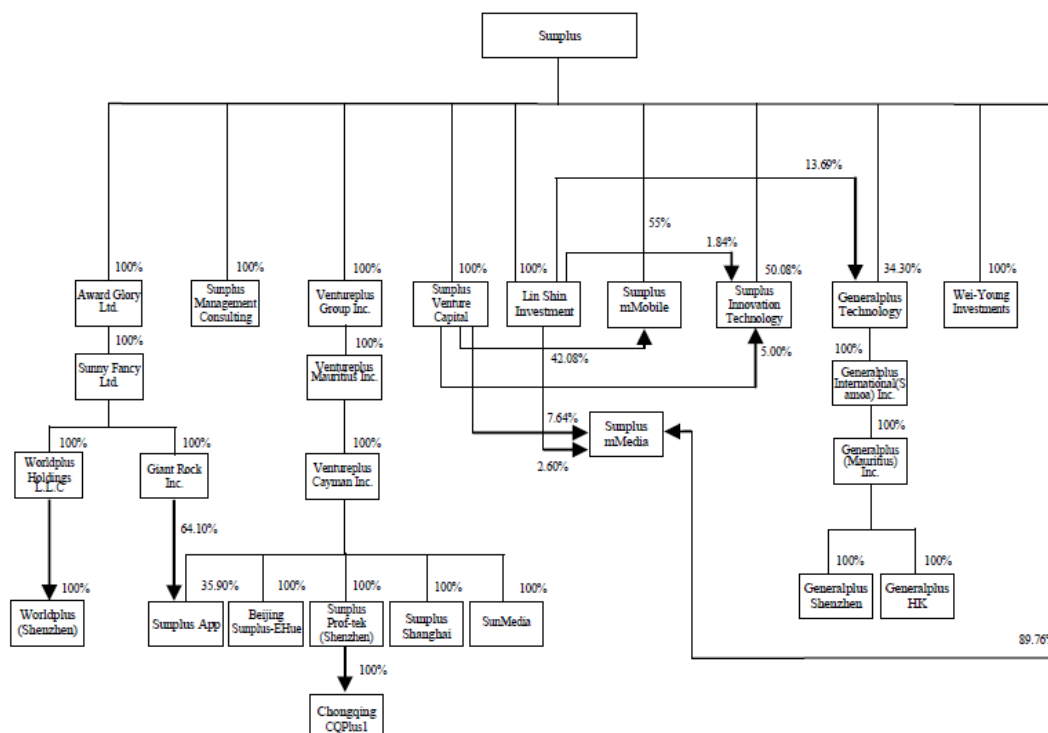 Sunplus
13.69%
55%
1.84%
100%
100%
100%
100%
100%
50.08%
34.30%
100%
Award Glory
Ltd.
Sunplus
Management
Consulting
Ventureplus
Group Inc.
Sunplus
Venture
Capital
Lin Shin
Investment
Sunplus
mMobile
Sunplus
Innovation
Technology
Generalplus
Technology
Wei-Young
Investments
100%
100%
42.08%
5.00%
100%
Sunny Fancy
Ltd.
Ventureplus
Mauritius Inc.
Generalplus
International(S
amoa) Inc.
7.64%
Sunplus
mMedia
2.60%
100%
100%
100%
100%
Worldplus
Holdings
L.L.C
Giant Rock
Inc.
Ventureplus
Cayman Inc.
Generalplus
(Mauritius)
Inc.
64.10%
100%
35.90%
100%
100%
100%
100%
100%
100%
Worldplus
(Shenzhen)
Sunplus App
Beijing
Sunplus-EHue
Sunplus
Prof-tek
(Shenzhen)
Sunplus
Shanghai
SunMedia
Generalplus
Shenzhen
Generalplus
HK
89.76%
100%
Chongqing
CQPlus1